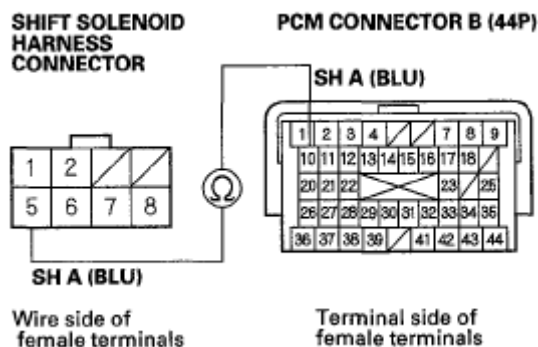 SHIFT SOLENOID
HARNESS
CONNECTOR
PCM CONNECTOR B (44P)
SH A (BLU)
1 2
5 6 7 8
Ω
1 2 3 4 7 8 9
10 11 12 13 14 15 16 17 18
20 21 22 23 25
26 27 28 29 30 31 32 33 34 35
36 37 38 39 41 42 43 44
SH A (BLU)
Wire side of
female terminals
Terminal side of
female terminals